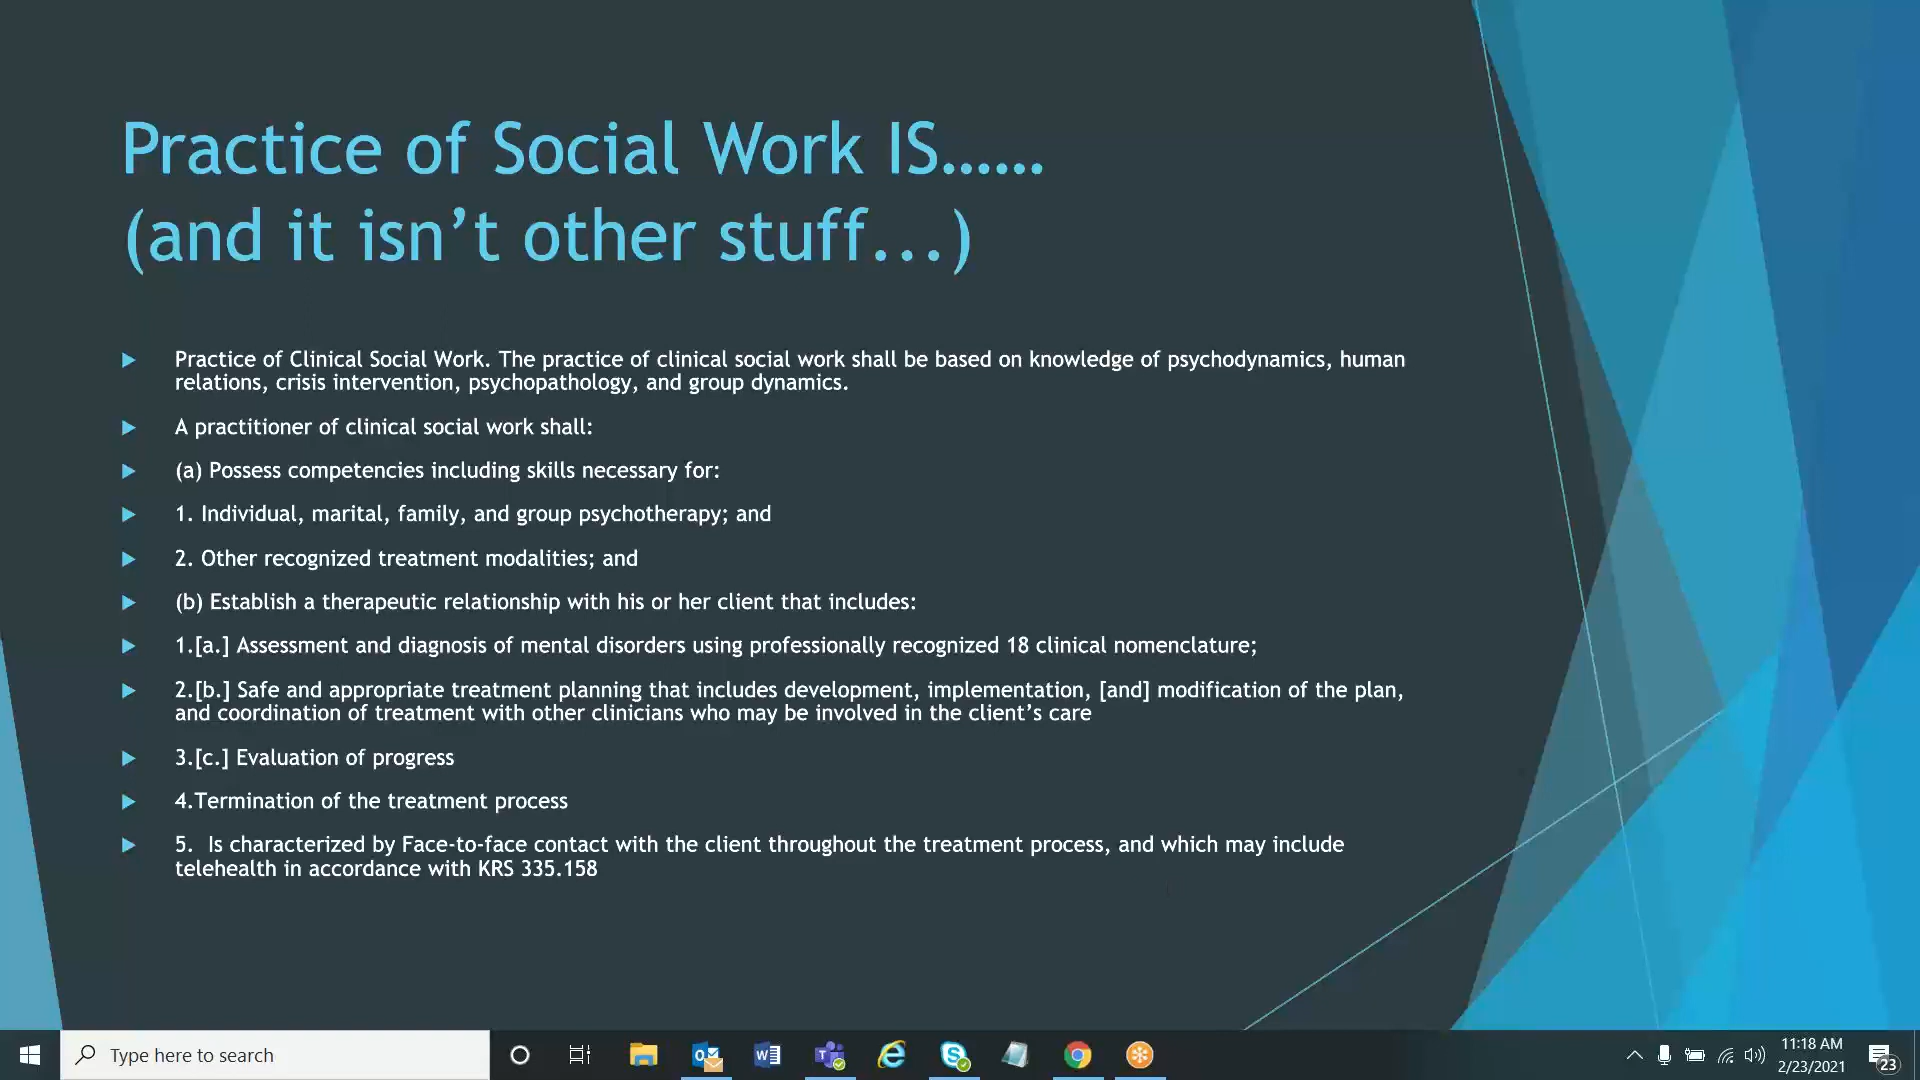 Practice of Social Work IS......
(and it isn’t other stuff...)
Practice of Clinical Social Work. The practice of clinical social work shall be based on knowledge of psychodynamics, human
relations, crisis intervention, psychopathology, and group dynamics.
A practitioner of clinical social work shall:
(a) Possess competencies including skills necessary for:
1. Individual, marital, family, and group psychotherapy; and
2. Other recognized treatment modalities; and
(b) Establish a therapeutic relationship with his or her client that includes:
1.[a.] Assessment and diagnosis of mental disorders using professionally recognized 18 clinical nomenclature;
2.[b.] Safe and appropriate treatment planning that includes development, implementation, [and] modification of the plan,
and coordination of treatment with other clinicians who may be involved in the client’s care
3.[c.] Evaluation of progress
4.Termination of the treatment process
5.  Is characterized by Face-to-face contact with the client throughout the treatment process, and which may include
telehealth in accordance with KRS 335.158
Type here to search
11:18 AM
2/23/2021
23